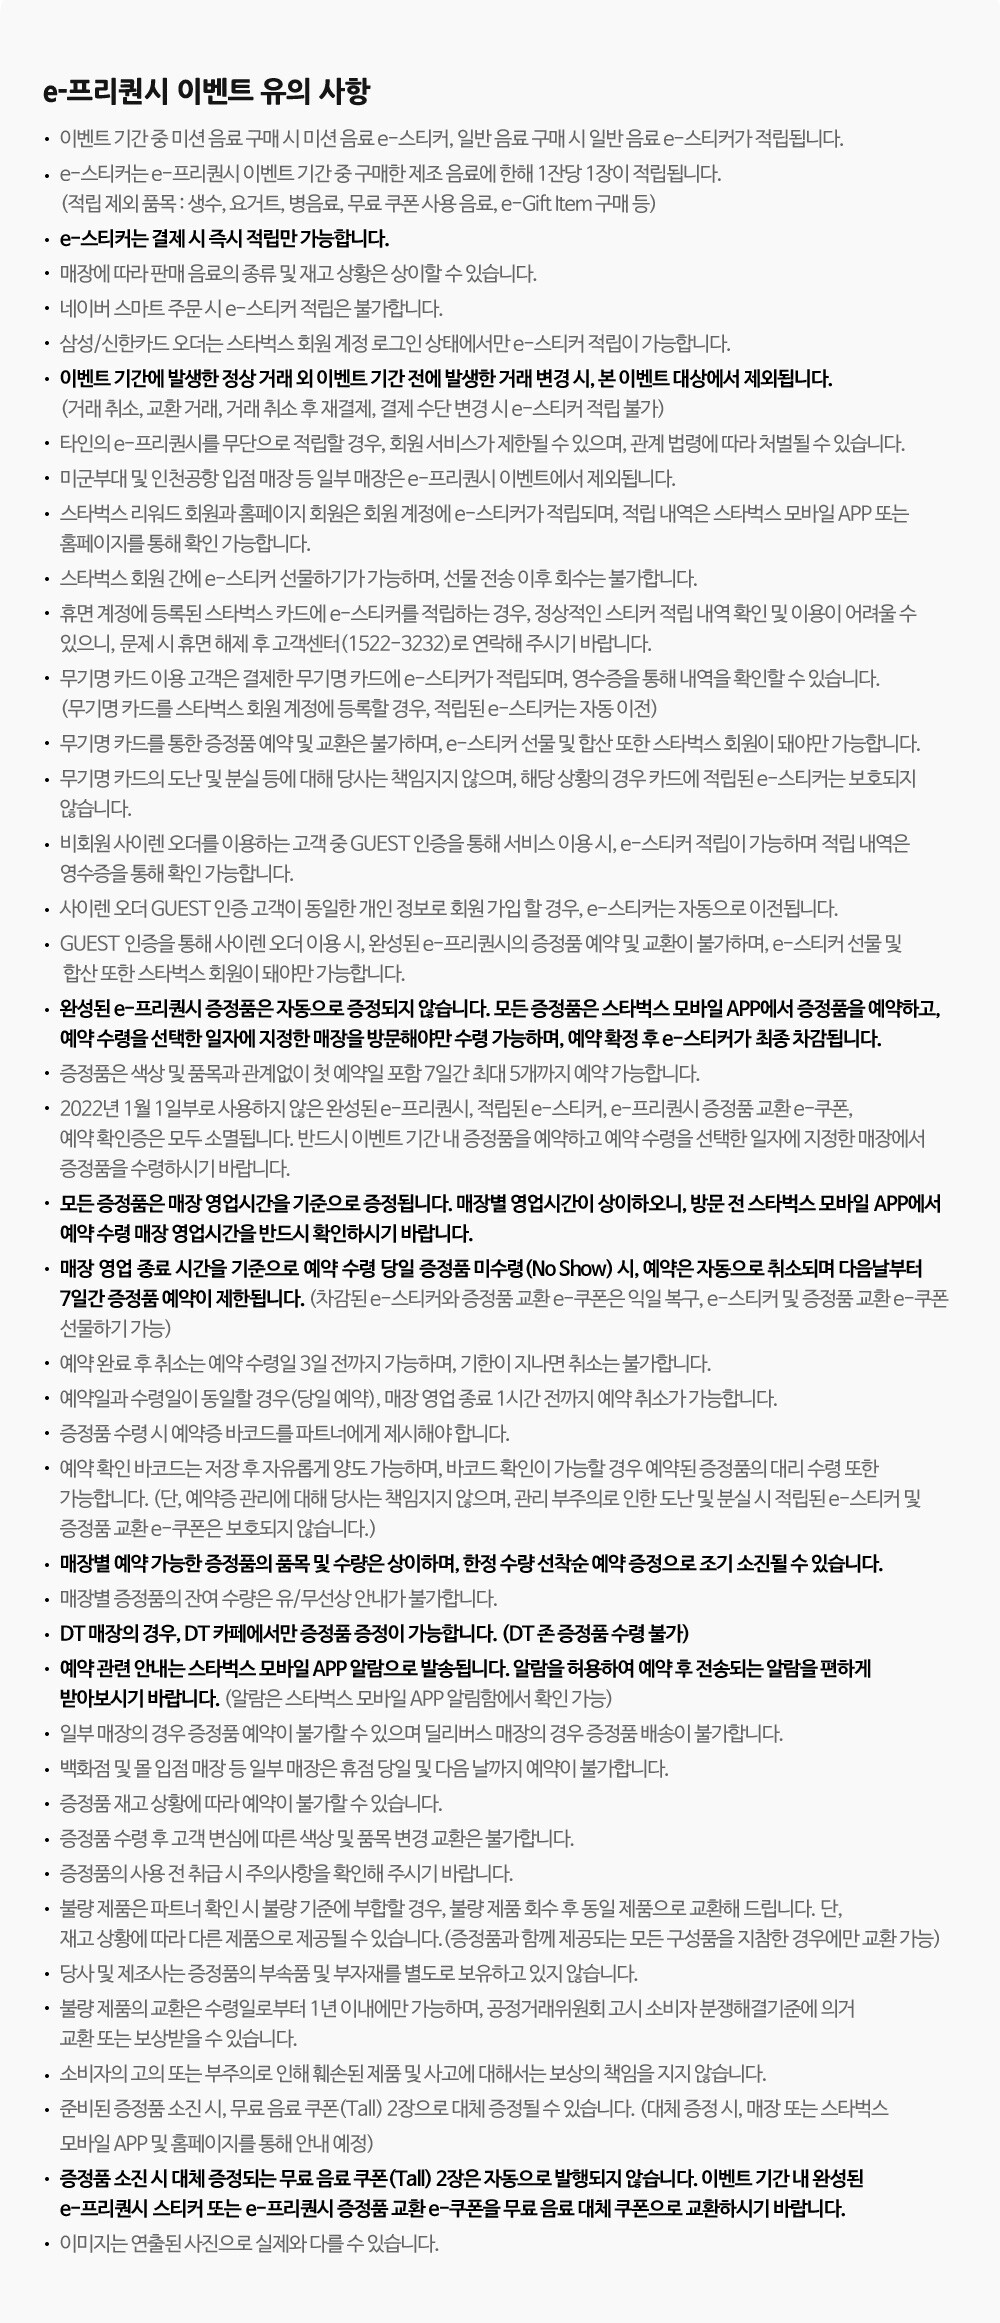 e-프리퀀시 이벤트 유의 사항
• 이벤트 기간 중 미션 음료 구매 시 미션 음료 e-스티커, 일반 음료 구매 시 일반 음료 e-스티커가 적립됩니다.
• e-스티커는 e-프리퀀시 이벤트 기간 중 구매한 제조 음료에 한해 1잔당 1장이 적립됩니다.
(적립 제외 품목 : 생수, 요거트, 병음료, 무료 쿠폰 사용 음료, e-Gift Item 구매 등)
• e-스티커는 결제 시 즉시 적립만 가능합니다.
• 매장에 따라 판매 음료의 종류 및 재고 상황은 상이할 수 있습니다.
• 네이버 스마트 주문 시 e-스티커 적립은 불가합니다.
• 삼성/신한카드 오더는 스타벅스 회원 계정 로그인 상태에서만 e-스티커 적립이 가능합니다.
• 이벤트 기간에 발생한 정상 거래 외 이벤트 기간 전에 발생한 거래 변경 시, 본 이벤트 대상에서 제외됩니다.
(거래 취소, 교환 거래, 거래 취소 후 재결제, 결제 수단 변경 시 e-스티커 적립 불가)
• 타인의 e-프리퀀시를 무단으로 적립할 경우, 회원 서비스가 제한될 수 있으며, 관계 법령에 따라 처벌될 수 있습니다.
• 미군부대 및 인천공항 입점 매장 등 일부 매장은 e-프리퀀시 이벤트에서 제외됩니다.
• 스타벅스 리워드 회원과 홈페이지 회원은 회원 계정에 e-스티커가 적립되며, 적립 내역은 스타벅스 모바일 APP 또는
홈페이지를 통해 확인 가능합니다.
• 스타벅스 회원 간에 e-스티커 선물하기가 가능하며, 선물 전송 이후 회수는 불가합니다.
• 휴면 계정에 등록된 스타벅스 카드에 e-스티커를 적립하는 경우, 정상적인 스티커 적립 내역 확인 및 이용이 어려울 수
있으니, 문제 시 휴면 해제 후 고객센터(1522-3232)로 연락해 주시기 바랍니다.
• 무기명 카드 이용 고객은 결제한 무기명 카드에 e-스티커가 적립되며, 영수증을 통해 내역을 확인할 수 있습니다.
(무기명 카드를 스타벅스 회원 계정에 등록할 경우, 적립된 e-스티커는 자동 이전)
• 무기명 카드를 통한 증정품 예약 및 교환은 불가하며, e-스티커 선물 및 합산 또한 스타벅스 회원이 돼야만 가능합니다.
• 무기명 카드의 도난 및 분실 등에 대해 당사는 책임지지 않으며, 해당 상황의 경우 카드에 적립된 e-스티커는 보호되지
않습니다.
• 비회원 사이렌 오더를 이용하는 고객 중 GUEST 인증을 통해 서비스 이용 시, e-스티커 적립이 가능하며 적립 내역은
영수증을 통해 확인 가능합니다.
• 사이렌 오더 GUEST 인증 고객이 동일한 개인 정보로 회원 가입 할 경우, e-스티커는 자동으로 이전됩니다.
• GUEST 인증을 통해 사이렌 오더 이용 시, 완성된 e-프리퀀시의 증정품 예약 및 교환이 불가하며, e-스티커 선물 및
합산 또한 스타벅스 회원이 돼야만 가능합니다.
• 완성된 e-프리퀀시 증정품은 자동으로 증정되지 않습니다. 모든 증정품은 스타벅스 모바일 APP에서 증정품을 예약하고,
예약 수령을 선택한 일자에 지정한 매장을 방문해야만 수령 가능하며, 예약 확정 후 e-스티커가 최종 차감됩니다.
• 증정품은 색상 및 품목과 관계없이 첫 예약일 포함 7일간 최대 5개까지 예약 가능합니다.
• 2022년 1월 1일부로 사용하지 않은 완성된 e-프리퀀시, 적립된 e-스티커, e-프리퀀시 증정품 교환 e-쿠폰,
예약 확인증은 모두 소멸됩니다. 반드시 이벤트 기간 내 증정품을 예약하고 예약 수령을 선택한 일자에 지정한 매장에서
증정품을 수령하시기 바랍니다.
• 모든 증정품은 매장 영업시간을 기준으로 증정됩니다. 매장별 영업시간이 상이하오니, 방문 전 스타벅스 모바일 APP에서
예약 수령 매장 영업시간을 반드시 확인하시기 바랍니다.
• 매장 영업 종료 시간을 기준으로 예약 수령 당일 증정품 미수령(No Show) 시, 예약은 자동으로 취소되며 다음날부터
7일간 증정품 예약이 제한됩니다. (차감된 e-스티커와 증정품 교환 e-쿠폰은 익일 복구, e-스티커 및 증정품 교환 e-쿠폰
선물하기 가능)
• 예약 완료 후 취소는 예약 수령일 3일 전까지 가능하며, 기한이 지나면 취소는 불가합니다.
• 예약일과 수령일이 동일할 경우(당일 예약), 매장 영업 종료 1시간 전까지 예약 취소가 가능합니다.
• 증정품 수령 시 예약증 바코드를 파트너에게 제시해야 합니다.
• 예약 확인 바코드는 저장 후 자유롭게 양도 가능하며, 바코드 확인이 가능할 경우 예약된 증정품의 대리 수령 또한
가능합니다. (단, 예약증 관리에 대해 당사는 책임지지 않으며, 관리 부주의로 인한 도난 및 분실 시 적립된 e-스티커 및
증정품 교환 e-쿠폰은 보호되지 않습니다.)
• 매장별 예약 가능한 증정품의 품목 및 수량은 상이하며, 한정 수량 선착순 예약 증정으로 조기 소진될 수 있습니다.
• 매장별 증정품의 잔여 수량은 유/무선상 안내가 불가합니다.
• DT 매장의 경우, DT 카페에서만 증정품 증정이 가능합니다. (DT 존 증정품 수령 불가)
• 예약 관련 안내는 스타벅스 모바일 APP 알람으로 발송됩니다. 알람을 허용하여 예약 후 전송되는 알람을 편하게
받아보시기 바랍니다. (알람은 스타벅스 모바일 APP 알림함에서 확인 가능)
• 일부 매장의 경우 증정품 예약이 불가할 수 있으며 딜리버스 매장의 경우 증정품 배송이 불가합니다.
• 백화점 및 몰 입점 매장 등 일부 매장은 휴점 당일 및 다음 날까지 예약이 불가합니다.
• 증정품 재고 상황에 따라 예약이 불가할 수 있습니다.
• 증정품 수령 후 고객 변심에 따른 색상 및 품목 변경 교환은 불가합니다.
• 증정품의 사용 전 취급 시 주의사항을 확인해 주시기 바랍니다.
• 불량 제품은 파트너 확인 시 불량 기준에 부합할 경우, 불량 제품 회수 후 동일 제품으로 교환해 드립니다. 단,
재고 상황에 따라 다른 제품으로 제공될 수 있습니다. (증정품과 함께 제공되는 모든 구성품을 지참한 경우에만 교환 가능)
• 당사 및 제조사는 증정품의 부속품 및 부자재를 별도로 보유하고 있지 않습니다.
• 불량 제품의 교환은 수령일로부터 1년 이내에만 가능하며, 공정거래위원회 고시 소비자 분쟁해결기준에 의거
교환 또는 보상받을 수 있습니다.
• 소비자의 고의 또는 부주의로 인해 훼손된 제품 및 사고에 대해서는 보상의 책임을 지지 않습니다.
• 준비된 증정품 소진 시, 무료 음료 쿠폰(Tall) 2장으로 대체 증정될 수 있습니다. (대체 증정 시, 매장 또는 스타벅스
모바일 APP 및 홈페이지를 통해 안내 예정)
• 증정품 소진 시 대체 증정되는 무료 음료 쿠폰(Tall) 2장은 자동으로 발행되지 않습니다. 이벤트 기간 내 완성된
e-프리퀀시 스티커 또는 e-프리퀀시 증정품 교환 e-쿠폰을 무료 음료 대체 쿠폰으로 교환하시기 바랍니다.
• 이미지는 연출된 사진으로 실제와 다를 수 있습니다.